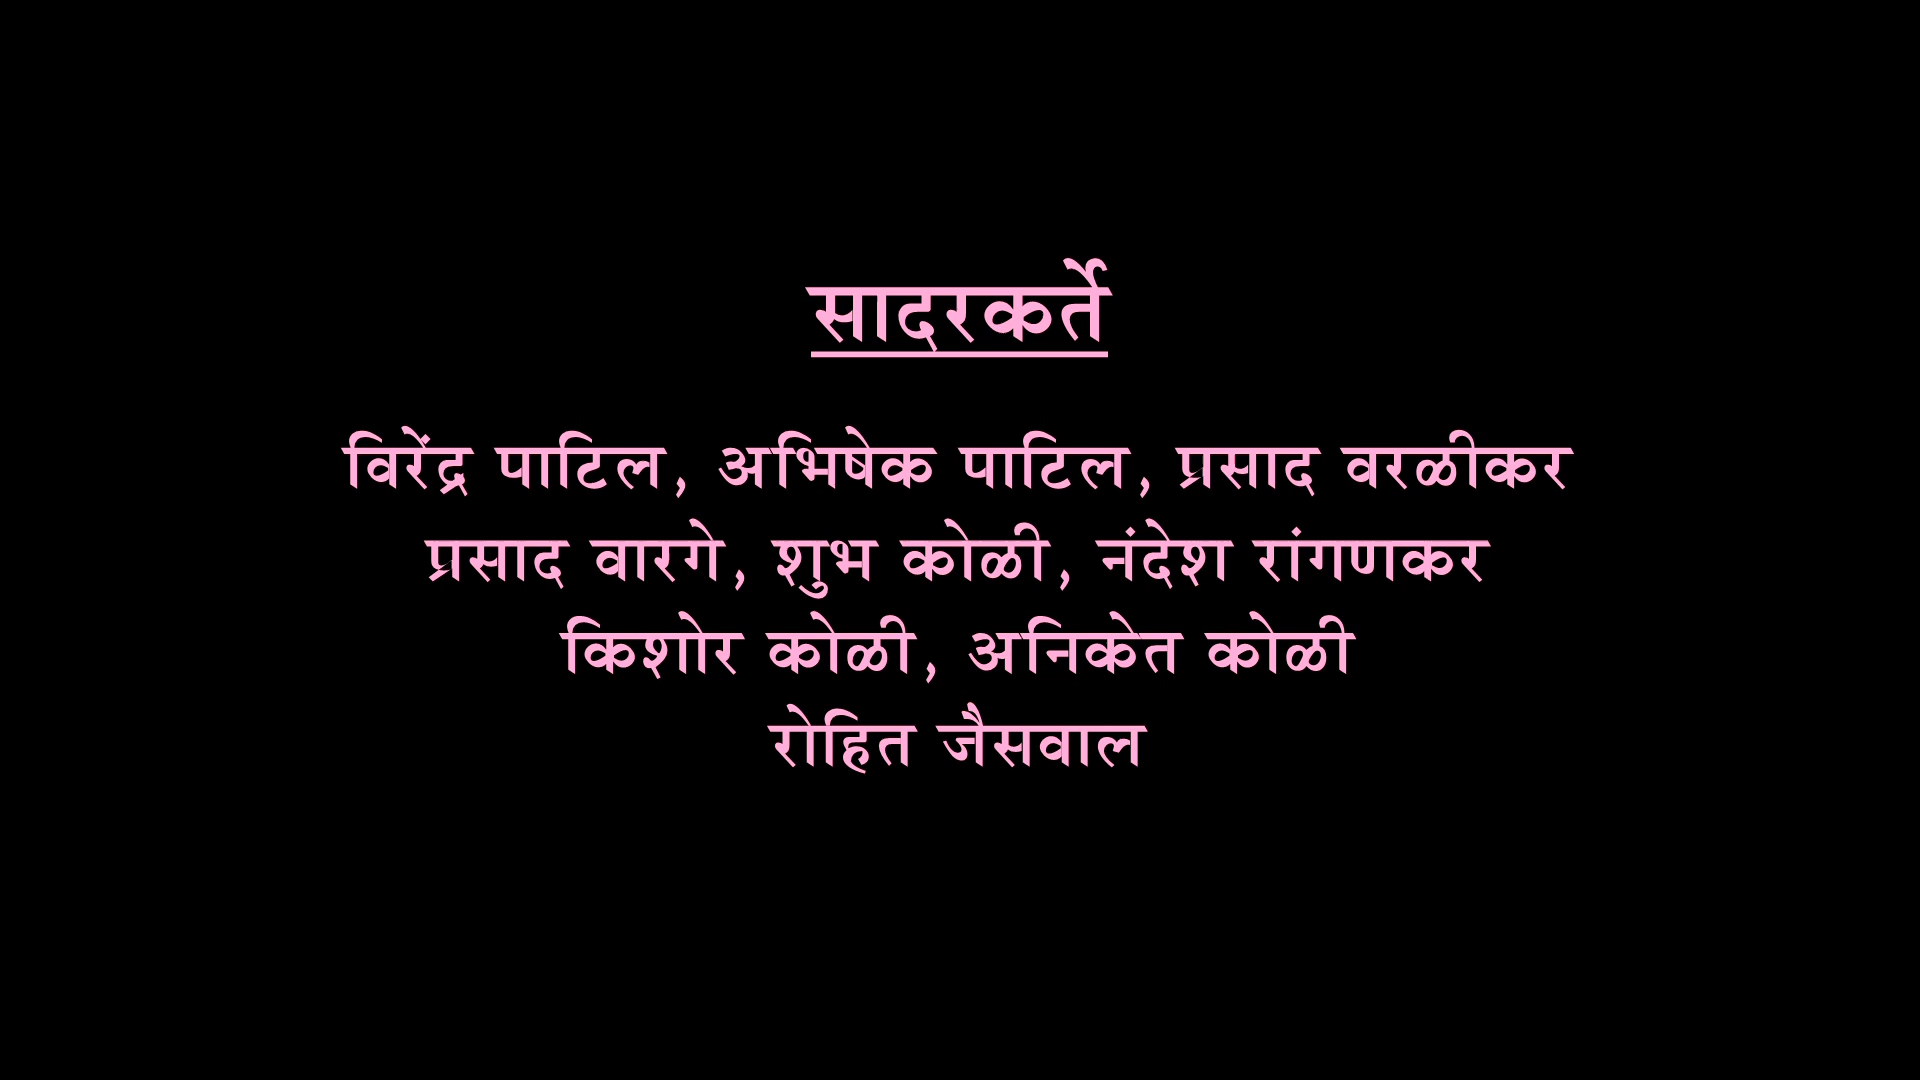 सादरकर्ते
विरेंद्र पाटिल, अभिषेक पाटिल, प्रसाद वरळीकर
प्रसाद वारगे, शुभ कोळी, नंदेश रांगणकर
किशोर कोळी, अनिकेत कोळी
रोहित जैसवाल